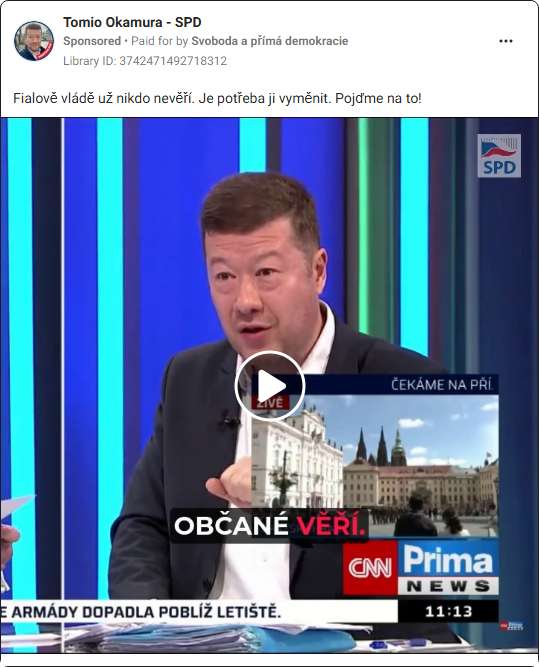 Tomio Okamura - SPD
Sponsored • Paid for by Svoboda a přímá demokracie
Library ID: 3742471492718312
Fialově vládě už nikdo nevěří. Je potřeba ji vyměnit. Pojďme na to!
SPD
ČEKÁME NA PŘÍ.
ŽIVĚ
OBČANÉ VĚŘÍ.
CNN Prima
NEWS
E ARMÁDY DOPADLA POBLÍŽ LETIŠTĚ.
11:13